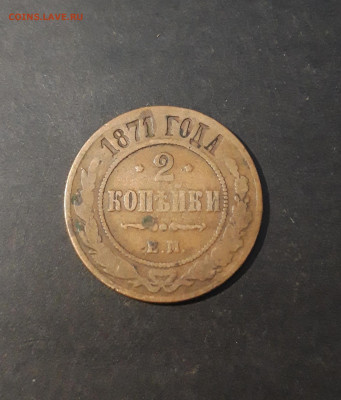 COINS.LAVE.RU
1871 ГОДА
2
КОПѢЙКИ
Е.М.